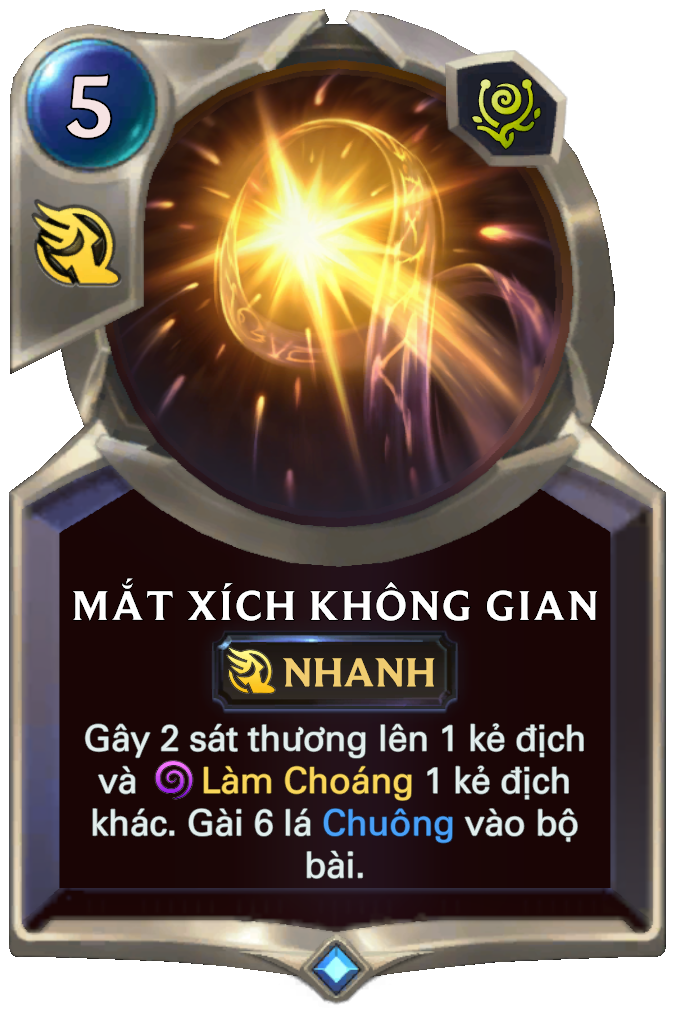 5
MẮT XÍCH KHÔNG GIAN
NHANH
Gây 2 sát thương lên 1 kẻ địch
và Làm Choáng 1 kẻ địch
khác. Gài 6 lá Chuông vào bộ
bài.